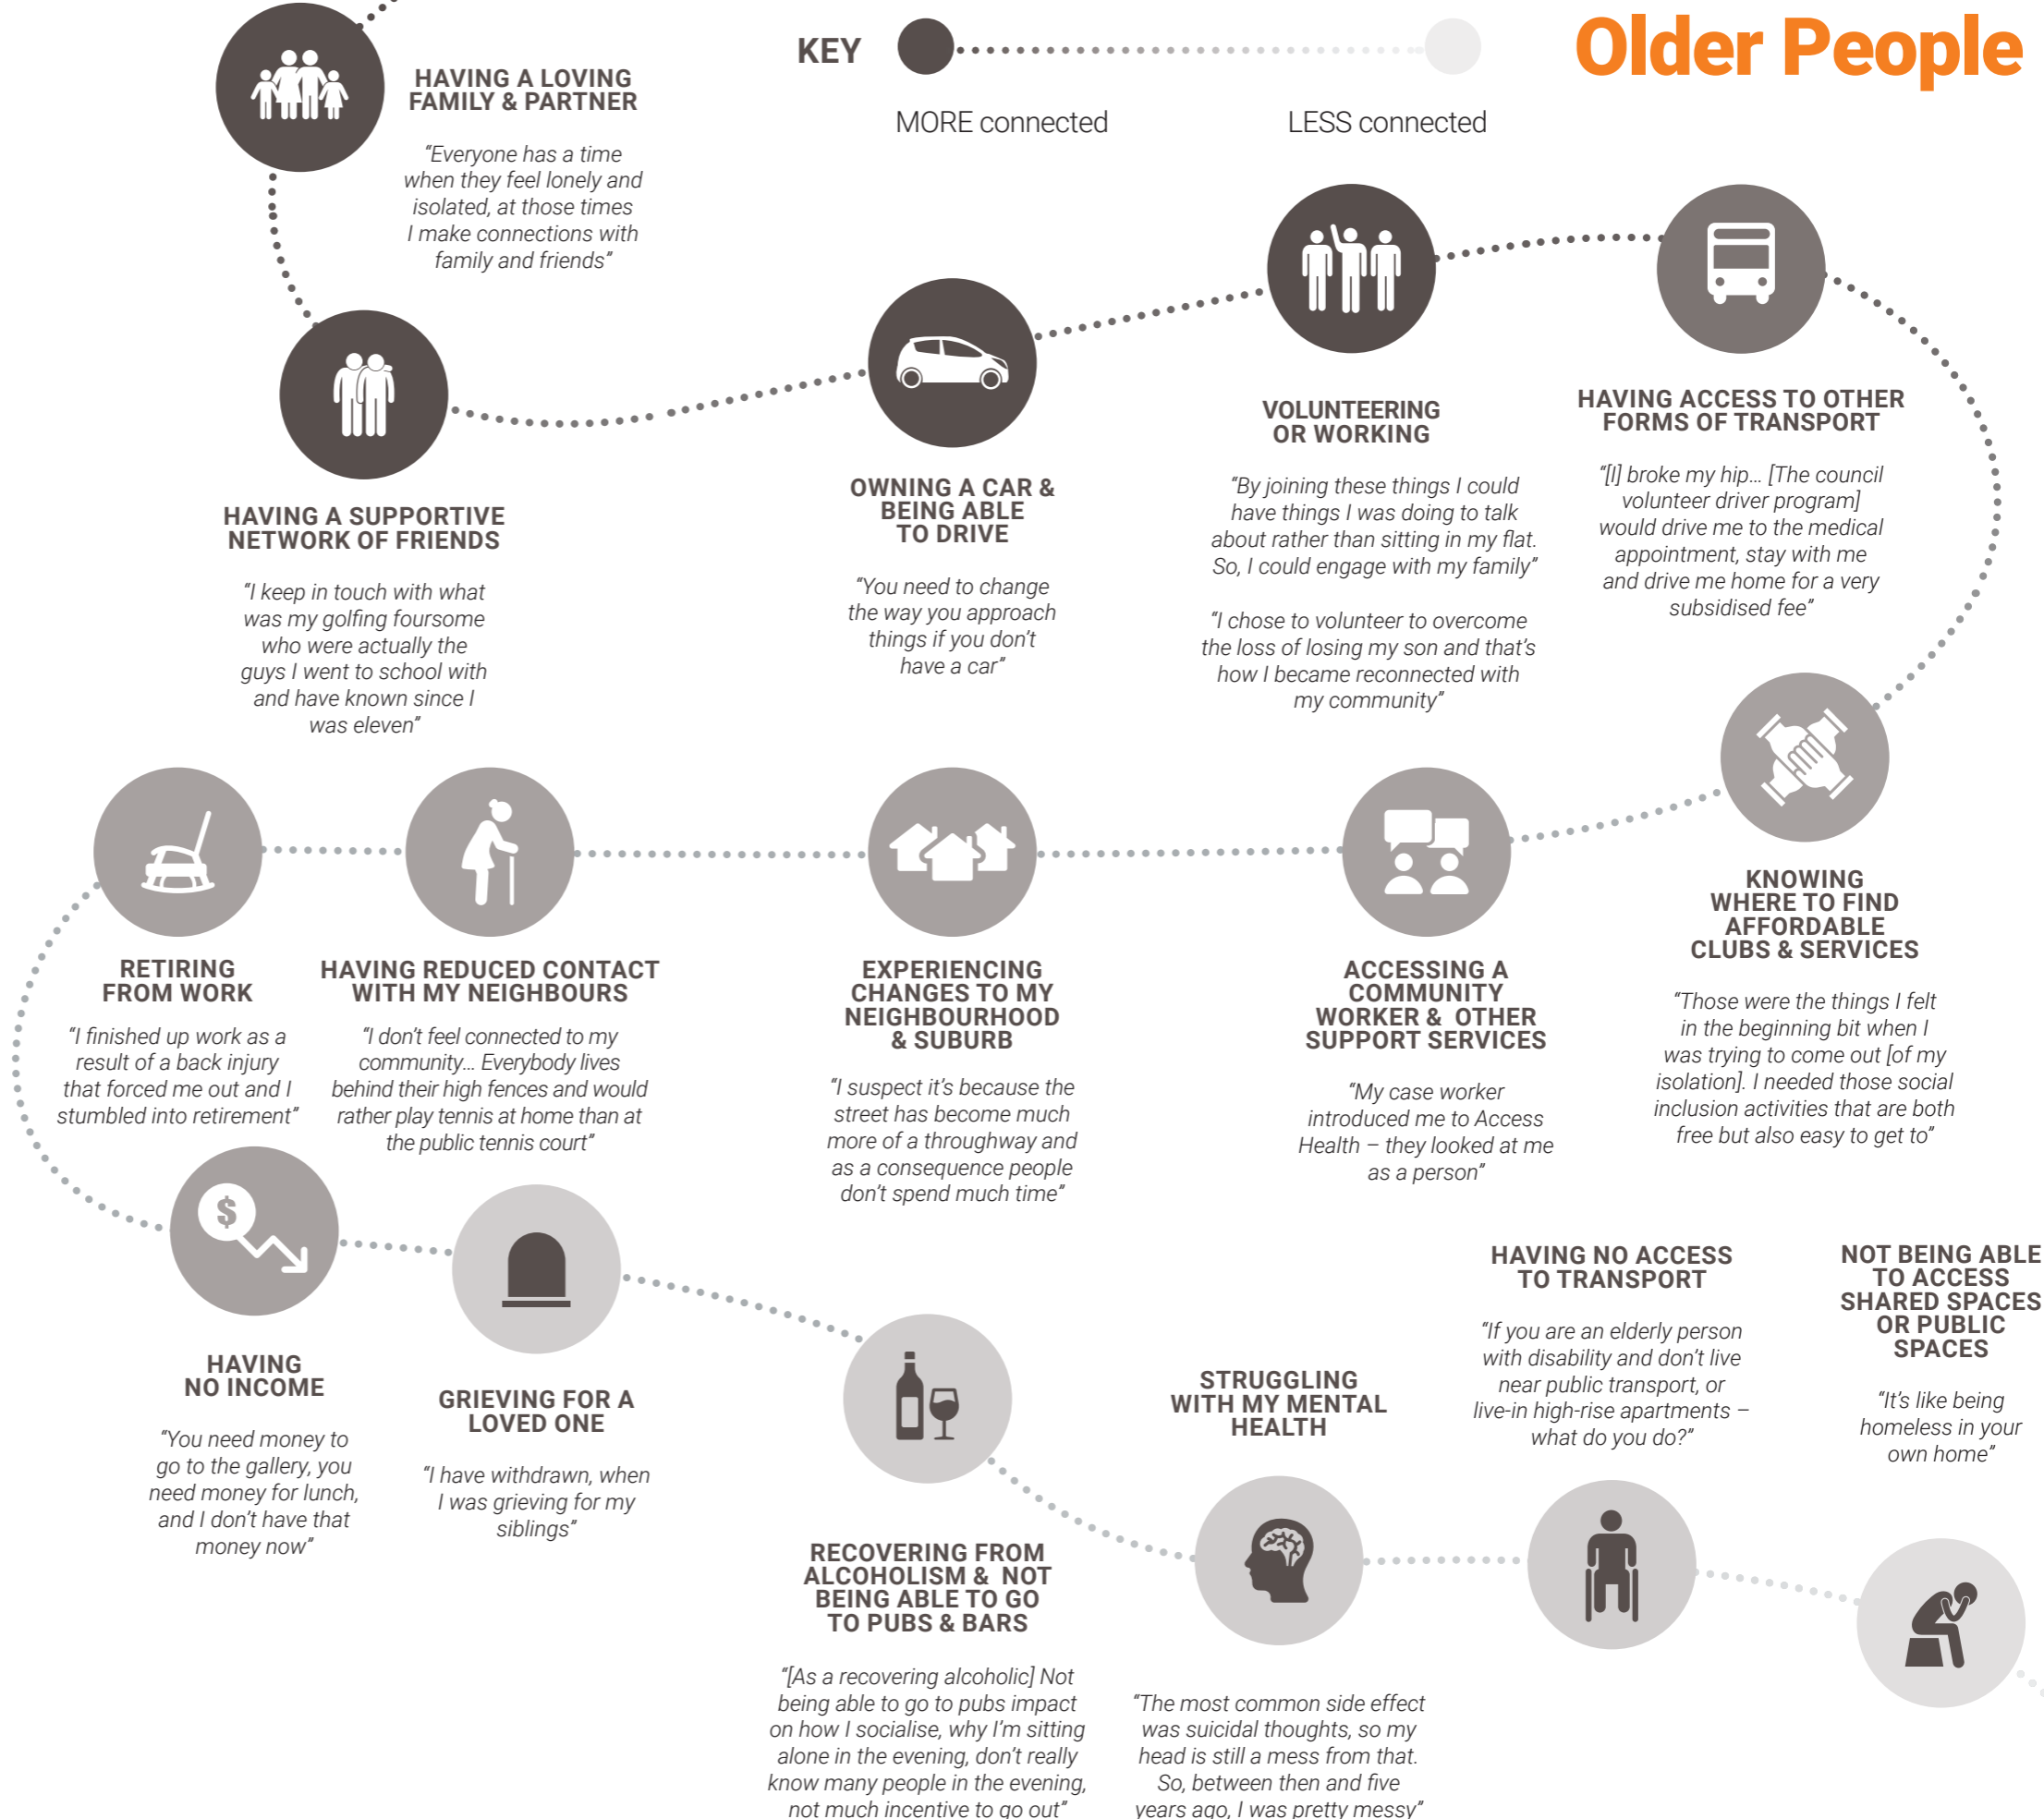 KEY
MORE connected
LESS connected
Older People
HAVING A LOVING
FAMILY & PARTNER
"Everyone has a time
when they feel lonely and
isolated, at those times
I make connections with
family and friends"
HAVING A SUPPORTIVE
NETWORK OF FRIENDS
"I keep in touch with what
was my golfing foursome
who were actually the
guys I went to school with
and have known since I
was eleven"
OWNING A CAR &
BEING ABLE
TO DRIVE
"You need to change
the way you approach
things if you don't
have a car"
VOLUNTEERING
OR WORKING
"By joining these things I could
have things I was doing to talk
about rather than sitting in my flat.
So, I could engage with my family"
"I chose to volunteer to overcome
the loss of losing my son and that's
how I became reconnected with
my community"
HAVING ACCESS TO OTHER
FORMS OF TRANSPORT
"[I] broke my hip... [The council
volunteer driver program]
would drive me to the medical
appointment, stay with me
and drive me home for a very
subsidised fee"
KNOWING
WHERE TO FIND
AFFORDABLE
CLUBS & SERVICES
"Those were the things I felt
in the beginning bit when I
was trying to come out [of my
isolation]. I needed those social
inclusion activities that are both
free but also easy to get to"
ACCESSING A
COMMUNITY
WORKER & OTHER
SUPPORT SERVICES
"My case worker
introduced me to Access
Health – they looked at me
as a person"
EXPERIENCING
CHANGES TO MY
NEIGHBOURHOOD
& SUBURB
"I suspect it's because the
street has become much
more of a throughway and
as a consequence people
don't spend much time"
HAVING REDUCED CONTACT
WITH MY NEIGHBOURS
"I don't feel connected to my
community... Everybody lives
behind their high fences and would
rather play tennis at home than at
the public tennis court"
RETIRING
FROM WORK
"I finished up work as a
result of a back injury
that forced me out and I
stumbled into retirement"
$
HAVING
NO INCOME
"You need money to
go to the gallery, you
need money for lunch,
and I don't have that
money now"
GRIEVING FOR A
LOVED ONE
"I have withdrawn, when
I was grieving for my
siblings"
RECOVERING FROM
ALCOHOLISM & NOT
BEING ABLE TO GO
TO PUBS & BARS
"[As a recovering alcoholic] Not
being able to go to pubs impact
on how I socialise, why I'm sitting
alone in the evening, don't really
know many people in the evening,
not much incentive to go out"
STRUGGLING
WITH MY MENTAL
HEALTH
"The most common side effect
was suicidal thoughts, so my
head is still a mess from that.
So, between then and five
years ago, I was pretty messy"
HAVING NO ACCESS
TO TRANSPORT
"If you are an elderly person
with disability and don't live
near public transport, or
live-in high-rise apartments –
what do you do?"
NOT BEING ABLE
TO ACCESS
SHARED SPACES
OR PUBLIC
SPACES
"It's like being
homeless in your
own home"